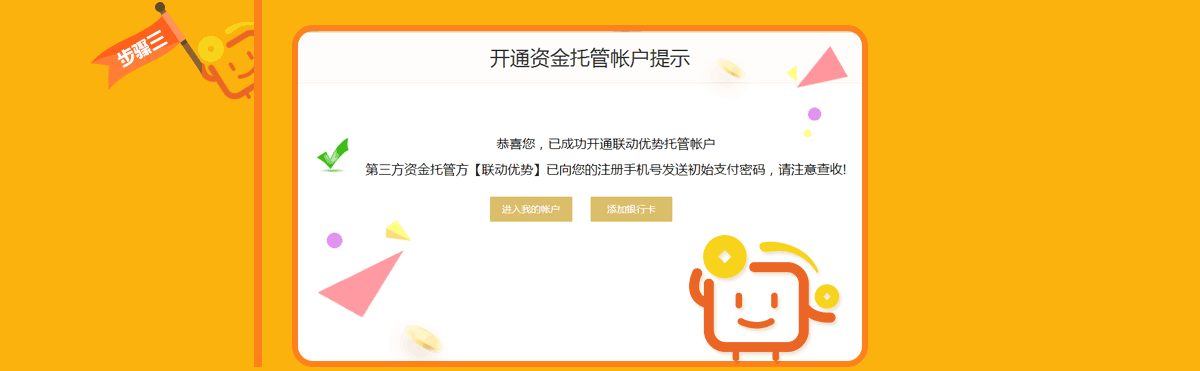 步骤三
开通资金托管帐户提示
恭喜您，已成功开通联动优势托管帐户
第三方资金托管方【联动优势】已向您的注册手机号发送初始支付密码，请注意查收!
进入我的帐户
添加银行卡